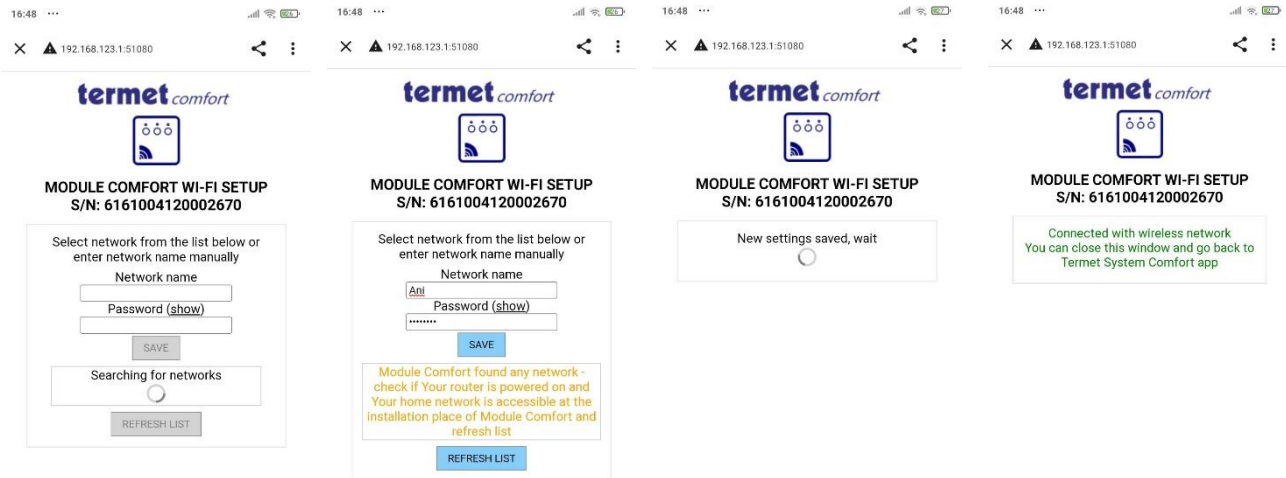 16:48 ...
192.168.123.1:51080
termet comfort
MODULE COMFORT WI-FI SETUP
S/N: 6161004120002670
Select network from the list below or
enter network name manually
Network name
Password (show)
SAVE
Searching for networks
REFRESH LIST
16:48 ...
192.168.123.1:51080
termet comfort
MODULE COMFORT WI-FI SETUP
S/N: 6161004120002670
Select network from the list below or
enter network name manually
Network name
Ani
Password (show)
........
SAVE
Module Comfort found any network -
check if Your router is powered on and
Your home network is accessible at the
installation place of Module Comfort and
refresh list
REFRESH LIST
16:48 ...
192.168.123.1:51080
termet comfort
MODULE COMFORT WI-FI SETUP
S/N: 6161004120002670
New settings saved, wait
16:48 ...
192.168.123.1:51080
termet comfort
MODULE COMFORT WI-FI SETUP
S/N: 6161004120002670
Connected with wireless network
You can close this window and go back to
Termet System Comfort app